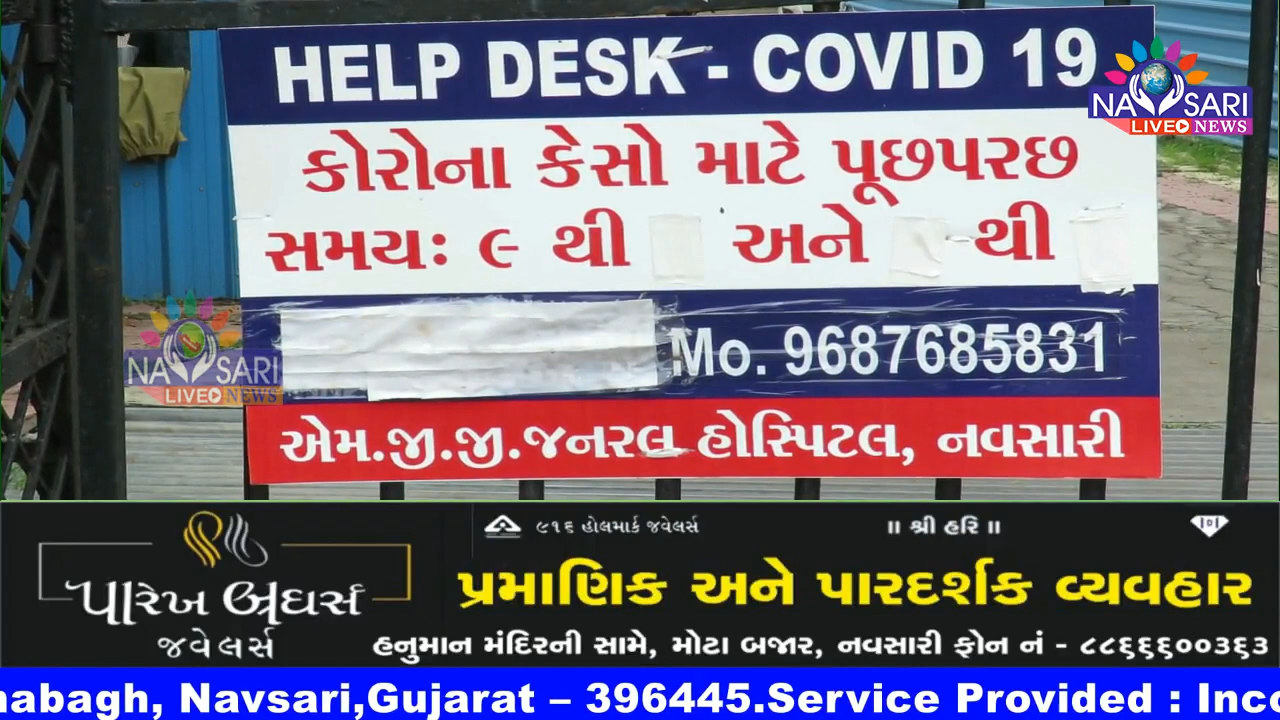 HELP DESK - COVID 19
NAVSARI
LIVE NEWS
કોરોના કેસો માટે પૂછપરછ
સમયઃ ૯ થી અને થી
Mo. 9687685831
NAVSARI
LIVE NEWS
એમ.જી.જી.જનરલ હોસ્પિટલ, નવસારી
પારેખ બ્રધર્સ
જવેલર્સ
૯૧૬ હોલમાર્ક જવેલર્સ
॥ શ્રી હરિ ॥
પ્રમાણિક અને પારદર્શક વ્યવહાર
હનુમાન મંદિરની સામે, મોટા બજાર, નવસારી ફોન નં - ૮૮૬૬૬૦૦૩૬૩
Navsari,Gujarat – 396445.Service Provided :